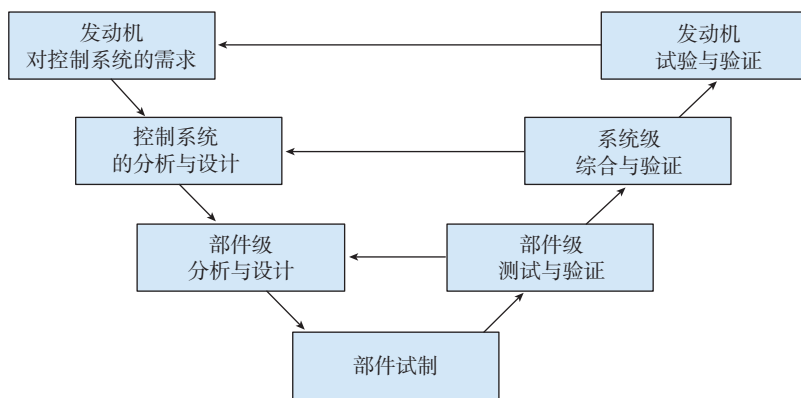 发动机
对控制系统的需求
发动机
试验与验证
控制系统
的分析与设计
系统级
综合与验证
部件级
分析与设计
部件级
测试与验证
部件试制